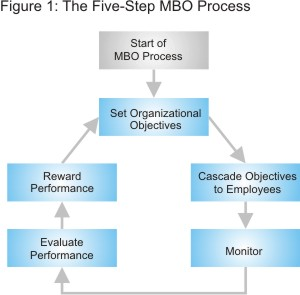 Figure 1: The Five-Step MBO Process
Start of
MBO Process
Set Organizational
Objectives
Cascade Objectives
to Employees
Monitor
Evaluate
Performance
Reward
Performance